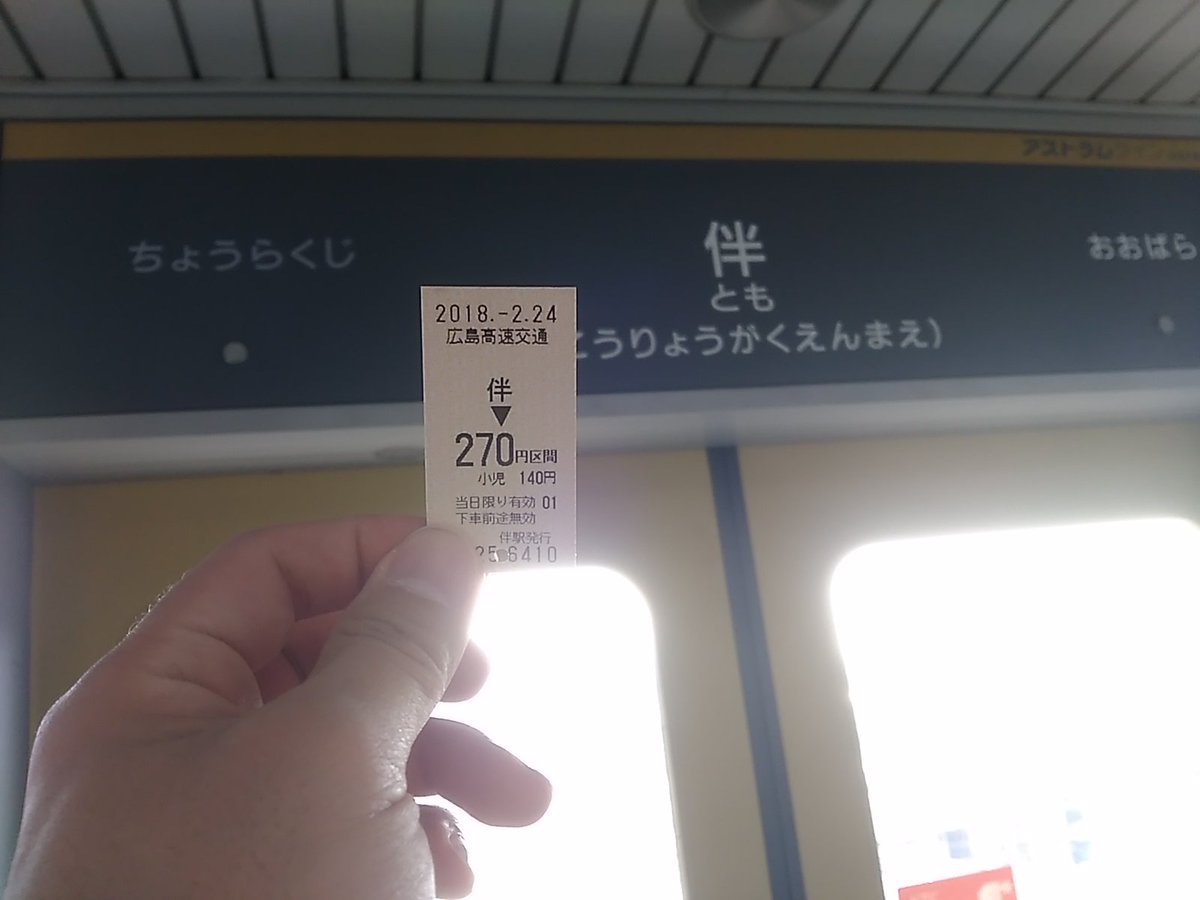 アストラムライン
ちょうらくじ
伴
とも
こうりょうがくえんまえ）
おおばら
2018.-2.24
広島高速交通
伴
▼
270円区間
小児 140円
当日限り有効 01
下車前途無効
伴駅発行
6410